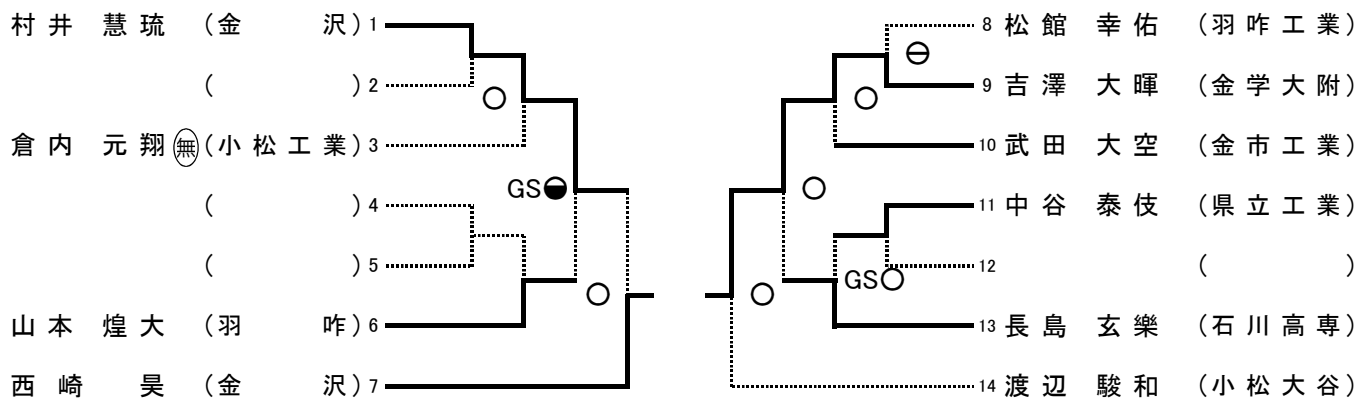 村井 慧琉 (金 沢) 1
( ) 2
○
倉内 元翔 ㊿(小松工業) 3
GS
( ) 4
( ) 5
○
山本 煌大 (羽 咋) 6
西崎 昊 (金 沢) 7
8 松館 幸佑 (羽咋工業)
9 吉澤 大暉 (金学大附)
○
10 武田 大空 (金市工業)
○
11 中谷 泰伎 (県立工業)
12 ( )
GS○
○
13 長島 玄樂 (石川高専)
14 渡辺 駿和 (小松大谷)